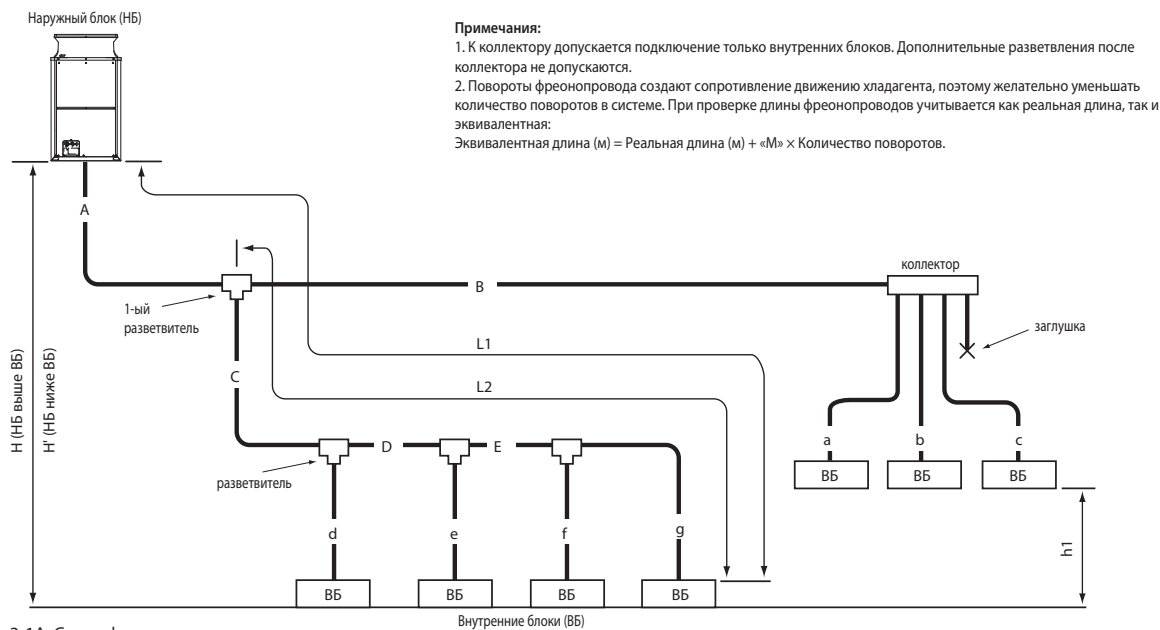 Наружный блок (НБ)
Примечания:
1. К коллектору допускается подключение только внутренних блоков. Дополнительные разветвления после
коллектора не допускаются.
2. Повороты фреонопровода создают сопротивление движению хладагента, поэтому желательно уменьшать
количество поворотов в системе. При проверке длины фреонопроводов учитывается как реальная длина, так и
эквивалентная:
Эквивалентная длина (м) = Реальная длина (м) + «М» × Количество поворотов.
A
B
коллектор
1-ый
разветвитель
заглушка
L1
L2
C
H (НБ выше ВБ)
H' (НБ ниже ВБ)
D
E
разветвитель
a
b
c
ВБ
ВБ
ВБ
d
e
f
g
h1
ВБ
ВБ
ВБ
ВБ
Внутренние блоки (ВБ)